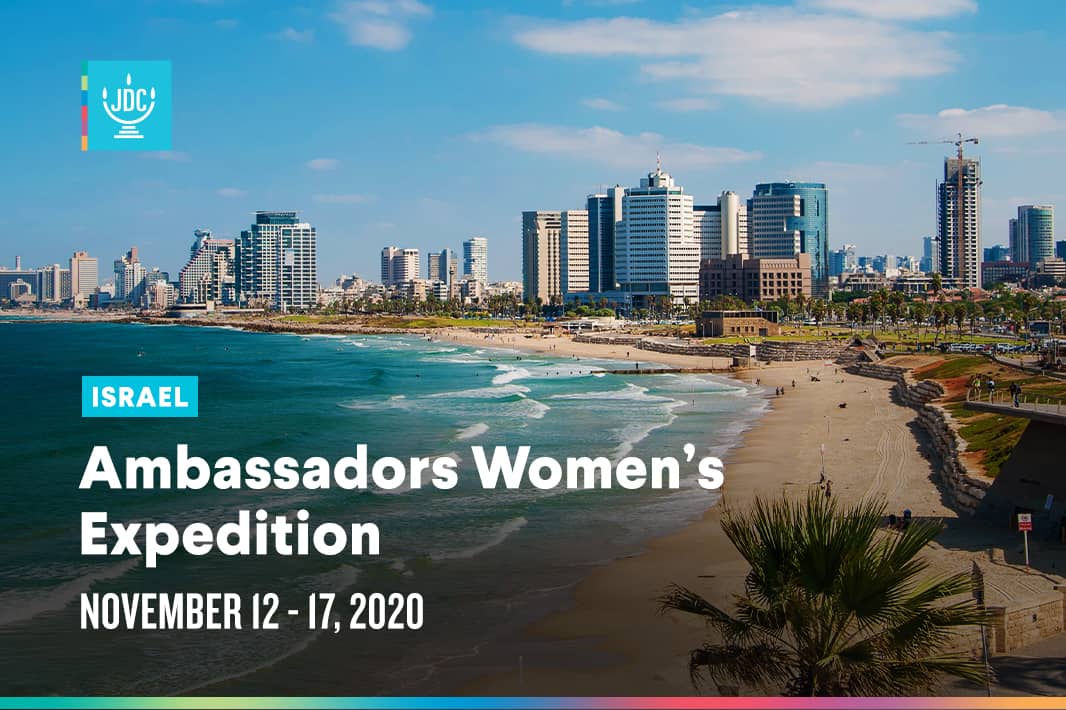 JDC
ISRAEL
Ambassadors Women's
Expedition
NOVEMBER 12 - 17, 2020